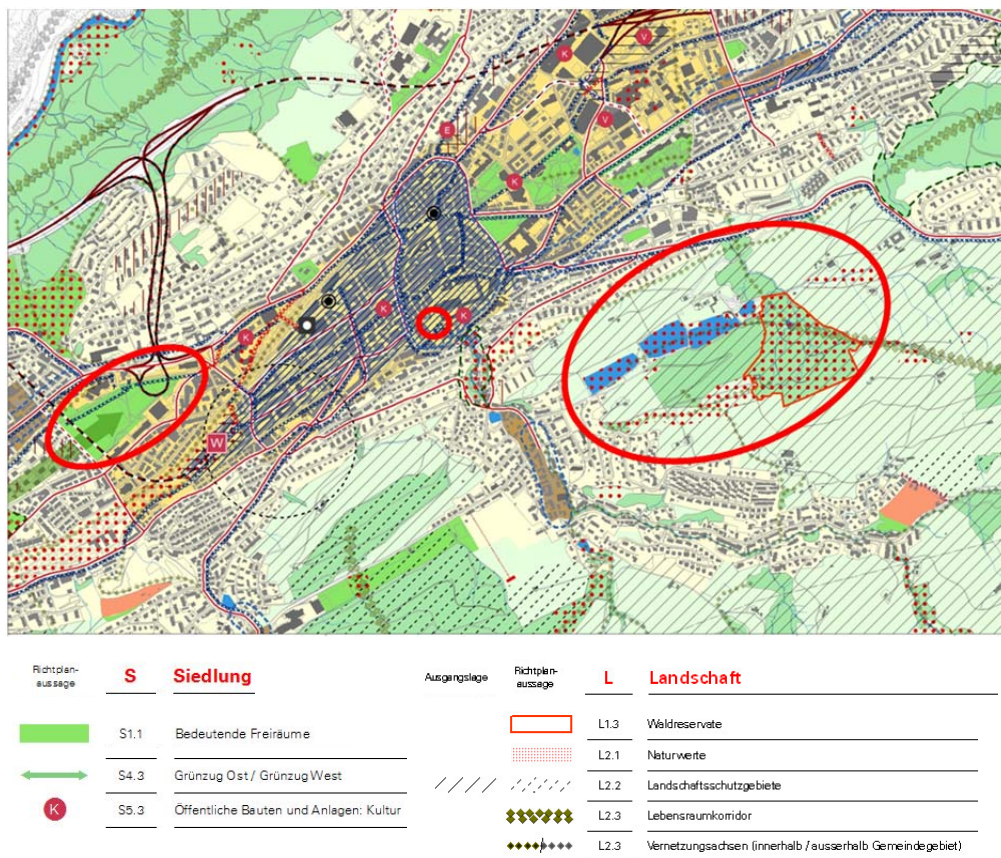 K
V
E
V
K
K
K
K
W
Richtplan-
aussage
S
Siedlung
Ausgangslage
Richtplan-
aussage
L
Landschaft
S1.1
Bedeutende Freiräume
S4.3
Grünzug Ost / Grünzug West
K
S5.3
Öffentliche Bauten und Anlagen: Kultur
L1.3
Waldreservate
L2.1
Naturwerte
L2.2
Landschaftsschutzgebiete
L2.3
Lebensraumkorridor
L2.3
Vernetzungsachsen (innerhalb / ausserhalb Gemeindegebiet)